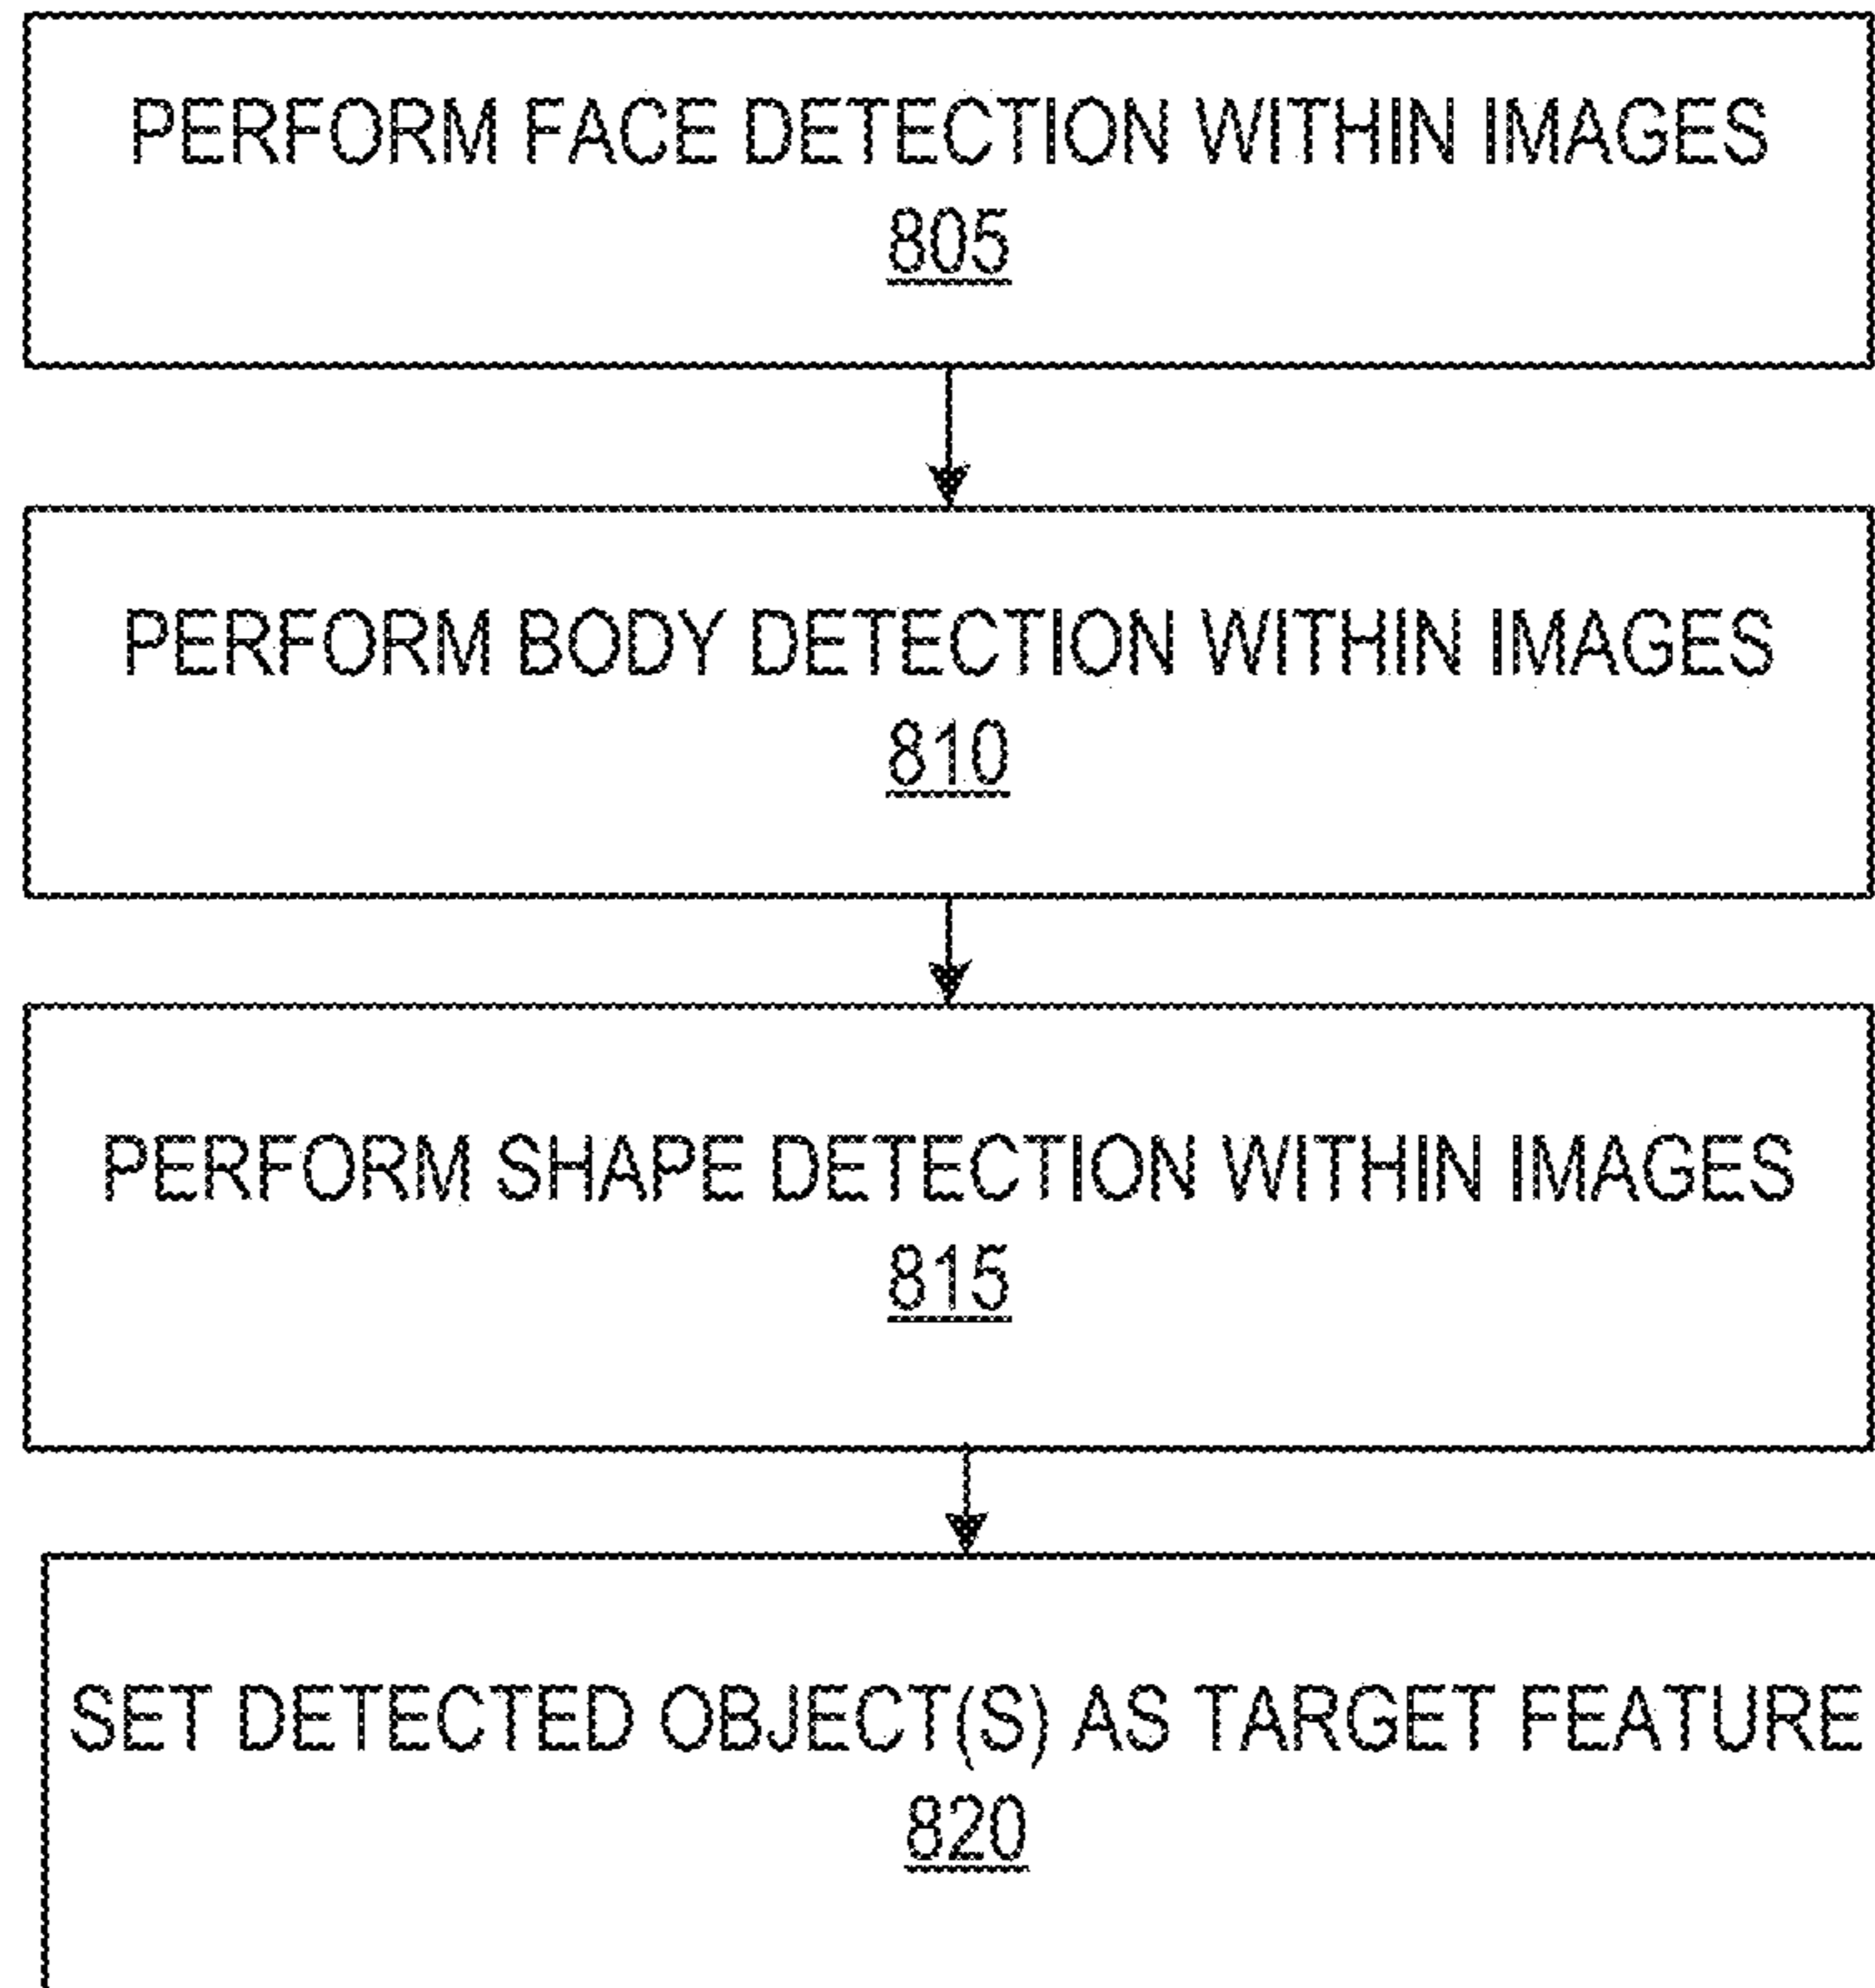 PERFORM FACE DETECTION WITHIN IMAGES
805
PERFORM BODY DETECTION WITHIN IMAGES
810
PERFORM SHAPE DETECTION WITHIN IMAGES
815
SET DETECTED OBJECT(S) AS TARGET FEATURE
820